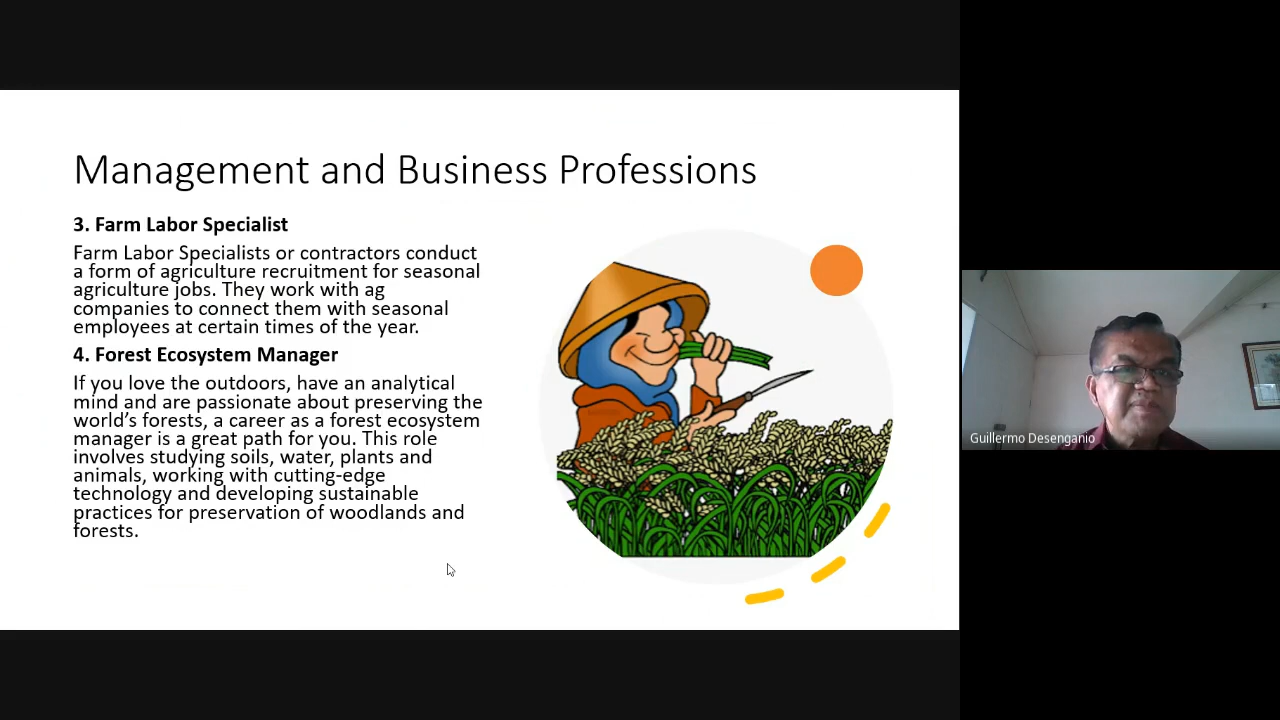 Management and Business Professions
3. Farm Labor Specialist
Farm Labor Specialists or contractors conduct
a form of agriculture recruitment for seasonal
agriculture jobs. They work with ag
companies to connect them with seasonal
employees at certain times of the year.
4. Forest Ecosystem Manager
If you love the outdoors, have an analytical
mind and are passionate about preserving the
world’s forests, a career as a forest ecosystem
manager is a great path for you. This role
involves studying soils, water, plants and
animals, working with cutting-edge
technology and developing sustainable
practices for preservation of woodlands and
forests.
Guillermo Desenganio